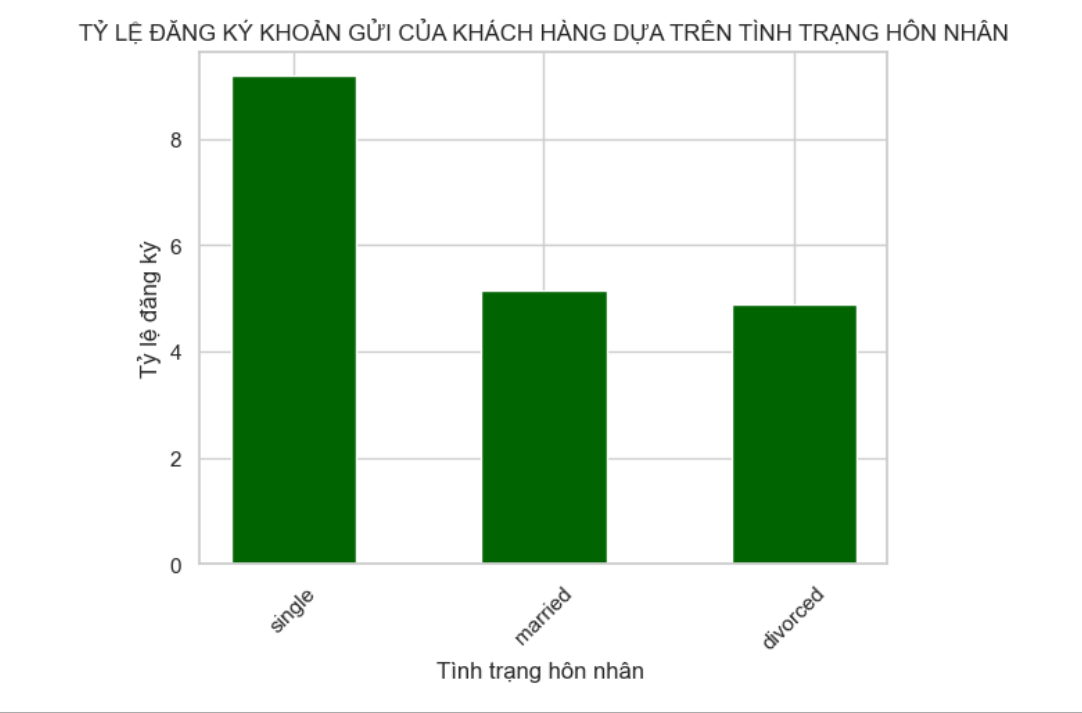 TỶ LỆ ĐĂNG KÝ KHOẢN GỬI CỦA KHÁCH HÀNG DỰA TRÊN TÌNH TRẠNG HÔN NHÂN
8
6
4
2
0
Tỷ lệ đăng ký
single
married
divorced
Tình trạng hôn nhân